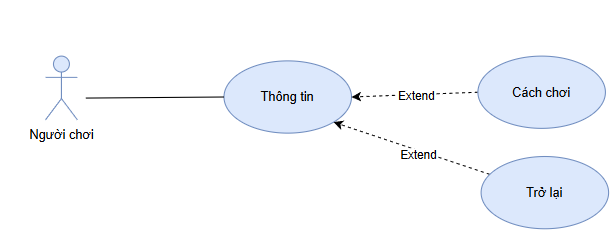 Thông tin
Extend
Cách chơi
Người chơi
Extend
Trở lại